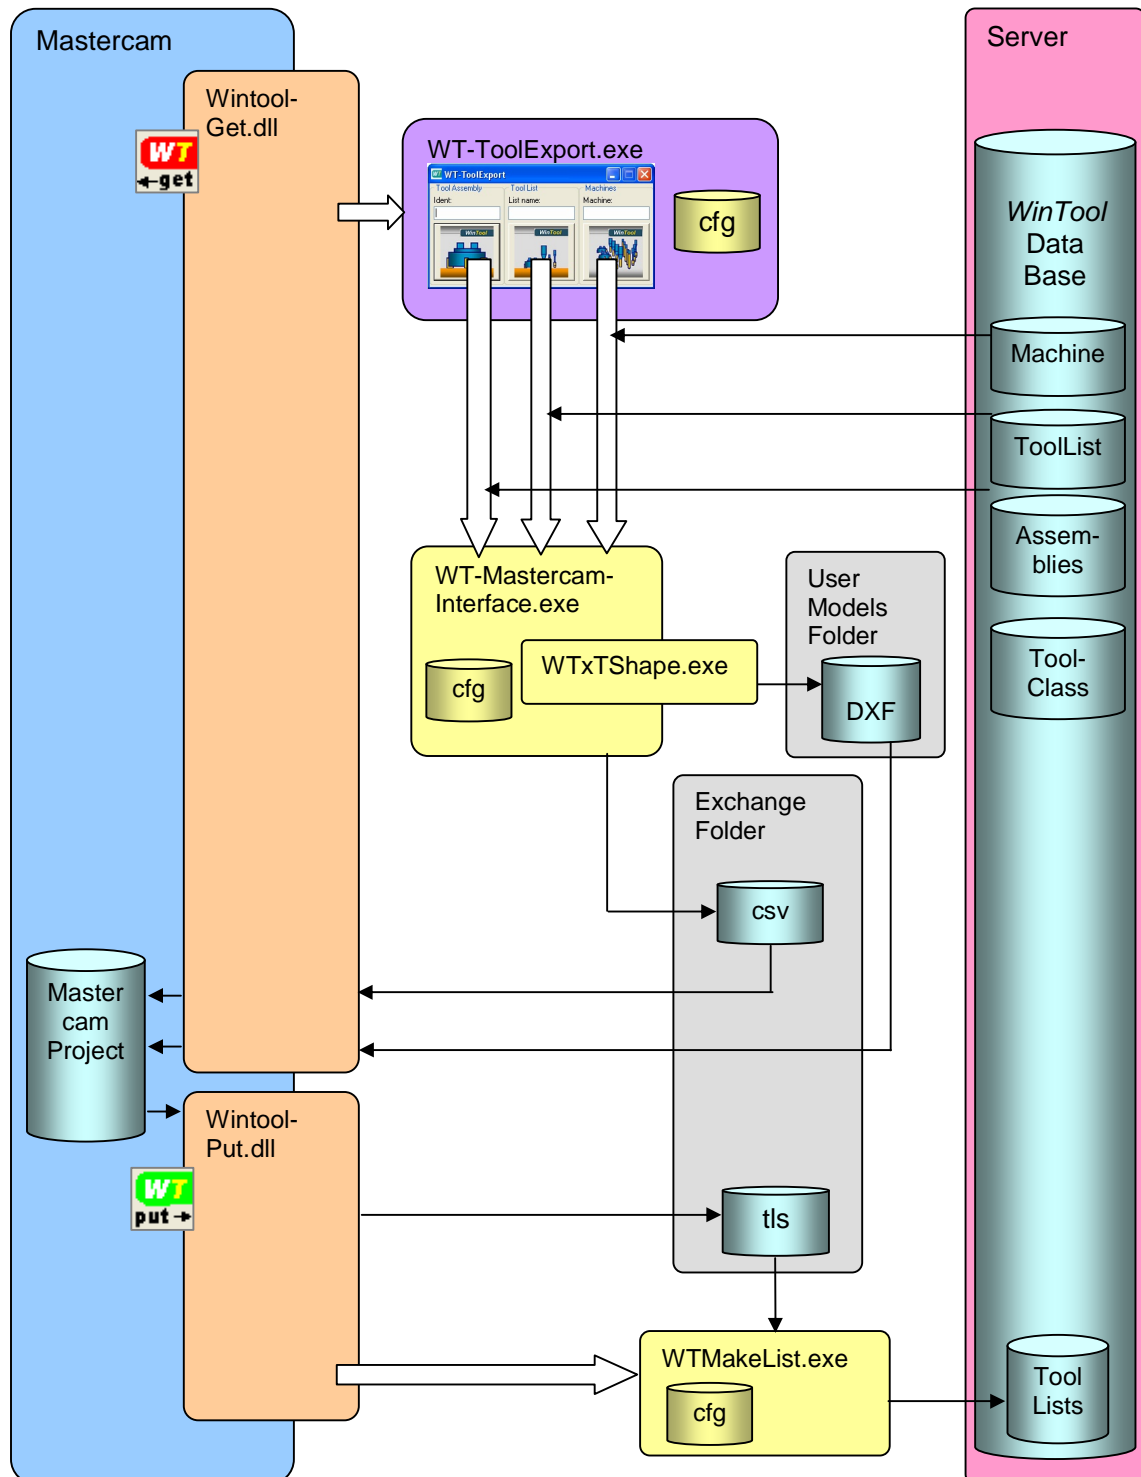 Mastercam
Wintool-
Get.dll
WT
get
WT-ToolExport.exe
WT-ToolExport
Tool Assembly
Tool List
Machines
Ident:
List name:
Machine:
WinTool
WinTool
WinTool
cfg
Server
WinTool
Data
Base
Machine
ToolList
Assem-
blies
Tool-
Class
WT-Mastercam-
Interface.exe
cfg
WTxTShape.exe
User
Models
Folder
DXF
Exchange
Folder
csv
Master
cam
Project
Wintool-
Put.dll
WT
put
tls
WTMakeList.exe
cfg
Tool
Lists